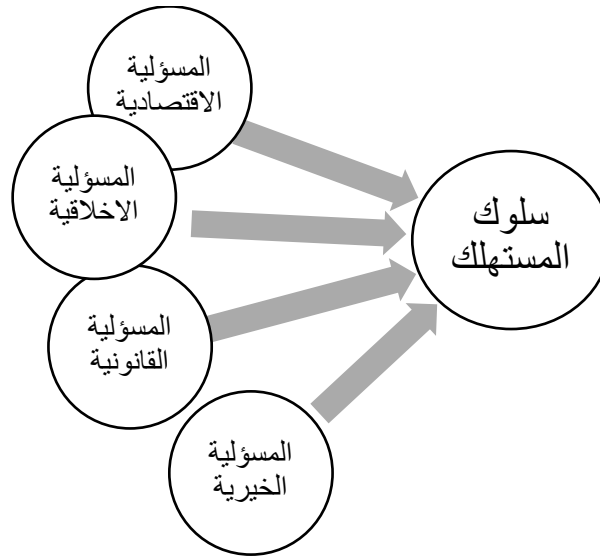 المسؤلية
الاقتصادية
المسؤلية
الاخلاقية
المسؤلية
القانونية
المسؤلية
الخيرية
سلوك
المستهلك